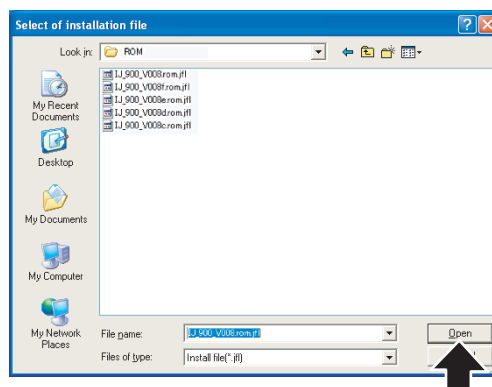 Select of installation file
Look in: ROM
IJ_900_V008.rom.jfl
IJ_900_V008f.rom.jfl
IJ_900_V008e.rom.jfl
IJ_900_V008d.rom.jfl
IJ_900_V008c.rom.jfl
My Recent
Documents
Desktop
My Documents
My Computer
My Network
Places
File name: IJ_900_V008.rom.jfl
Open
Files of type: Install file(*.jfl)